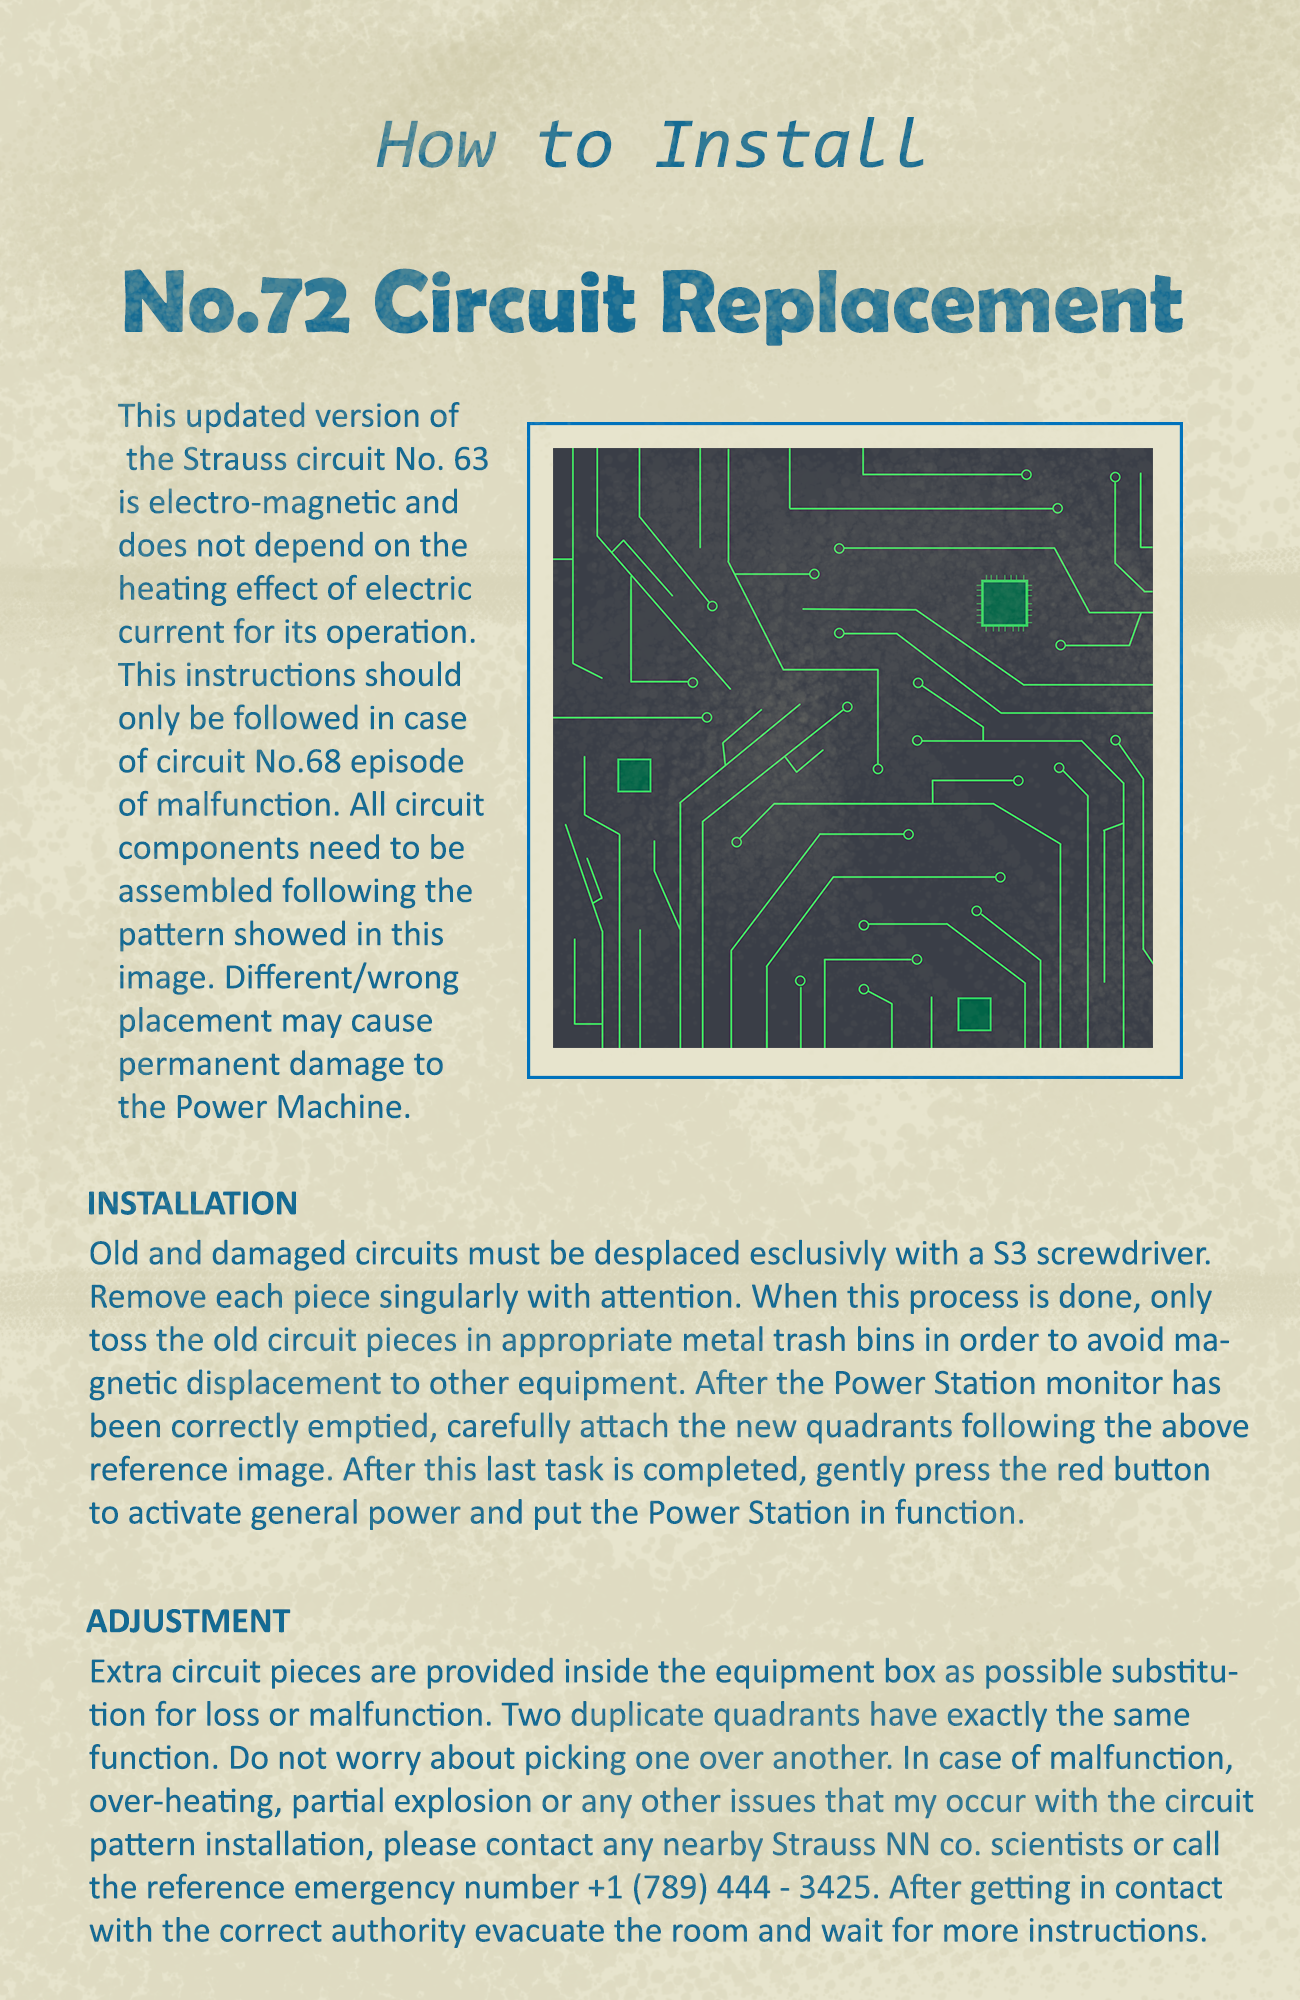 How to Install
No.72 Circuit Replacement
This updated version of
the Strauss circuit No. 63
is electro-magnetic and
does not depend on the
heating effect of electric
current for its operation.
This instructions should
only be followed in case
of circuit No.68 episode
of malfunction. All circuit
components need to be
assembled following the
pattern showed in this
image. Different/wrong
placement may cause
permanent damage to
the Power Machine.
INSTALLATION
Old and damaged circuits must be desplaced esclusivly with a S3 screwdriver.
Remove each piece singularly with attention. When this process is done, only
toss the old circuit pieces in appropriate metal trash bins in order to avoid ma-
gnetic displacement to other equipment. After the Power Station monitor has
been correctly emptied, carefully attach the new quadrants following the above
reference image. After this last task is completed, gently press the red button
to activate general power and put the Power Station in function.
ADJUSTMENT
Extra circuit pieces are provided inside the equipment box as possible substitu-
tion for loss or malfunction. Two duplicate quadrants have exactly the same
function. Do not worry about picking one over another. In case of malfunction,
over-heating, partial explosion or any other issues that my occur with the circuit
pattern installation, please contact any nearby Strauss NN co. scientists or call
the reference emergency number +1 (789) 444 - 3425. After getting in contact
with the correct authority evacuate the room and wait for more instructions.